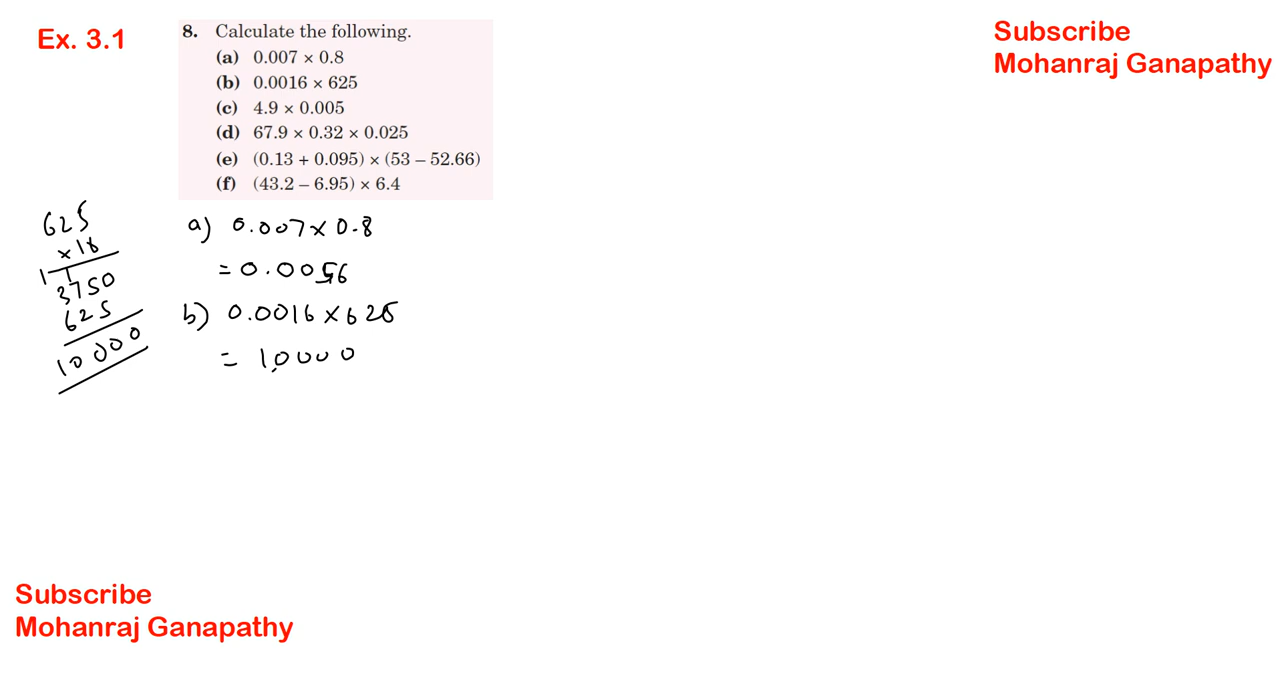 Ex. 3.1
8. Calculate the following.
(a) 0.007 × 0.8
(b) 0.0016 × 625
(c) 4.9 × 0.005
(d) 67.9 × 0.32 × 0.025
(e) (0.13 + 0.095) × (53 – 52.66)
(f) (43.2 – 6.95) × 6.4
Subscribe
Mohanraj Ganapathy
625
×16
1 1
3750
625
10000
a) 0.007 × 0.8
= 0.0056
b) 0.0016 × 625
= 1.0000
Subscribe
Mohanraj Ganapathy